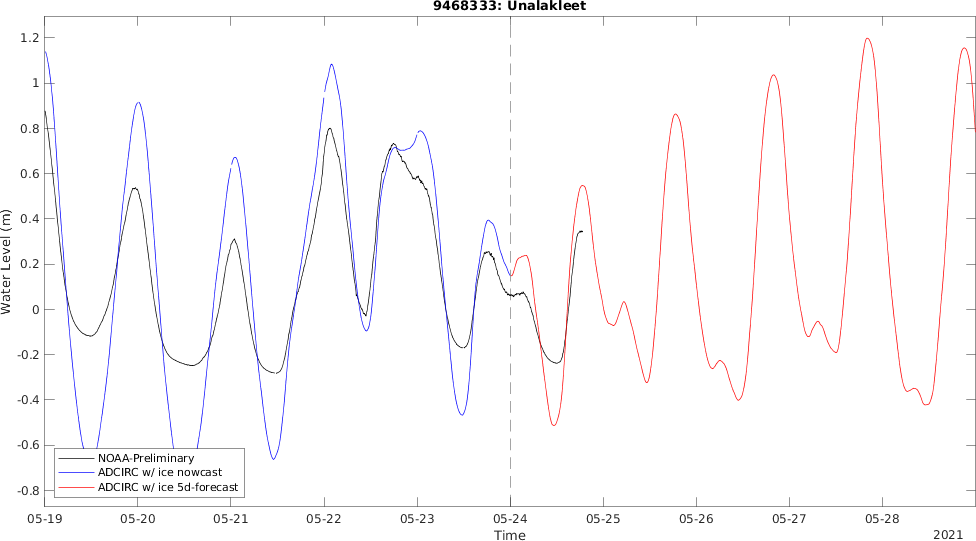 9468333: Unalakleet
Water Level (m)
1.2
1
0.8
0.6
0.4
0.2
0
-0.2
-0.4
-0.6
-0.8
NOAA-Preliminary
ADCIRC w/ ice nowcast
ADCIRC w/ ice 5d-forecast
05-19 05-20 05-21 05-22 05-23 05-24 05-25 05-26 05-27 05-28
Time
2021